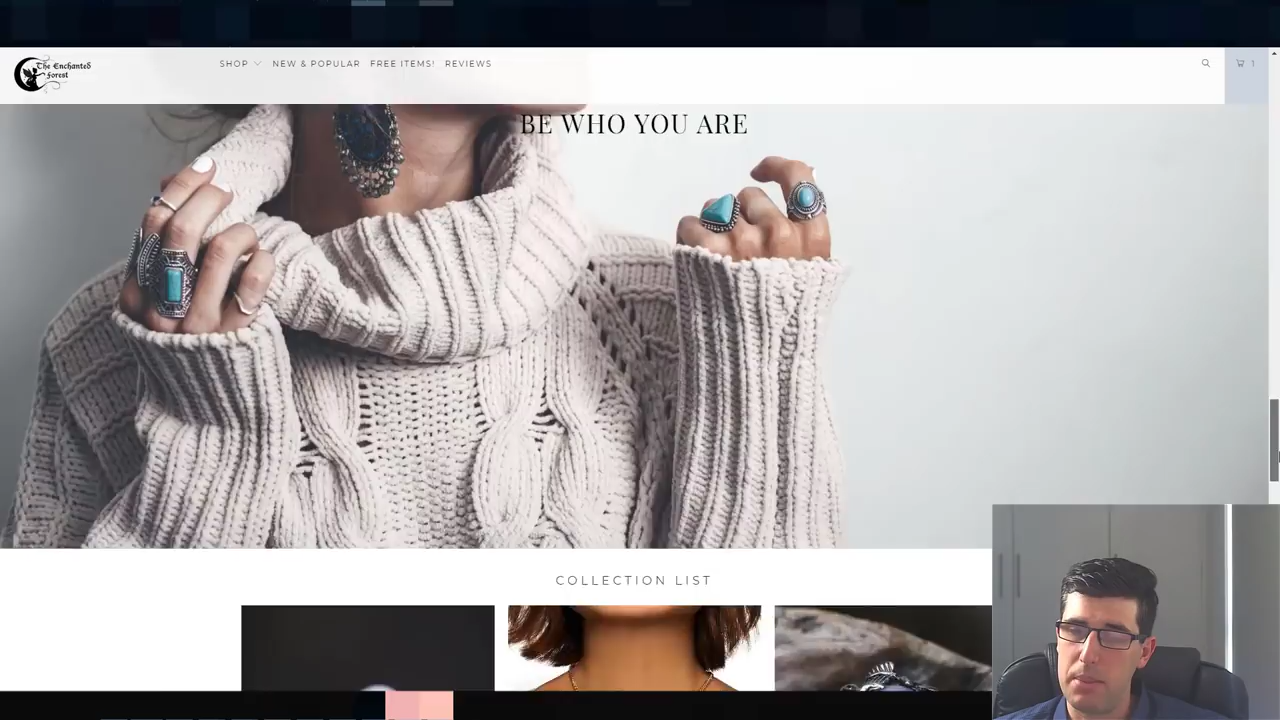 The Enchanted
Forest
SHOP
NEW & POPULAR
FREE ITEMS!
REVIEWS
1
BE WHO YOU ARE
COLLECTION LIST